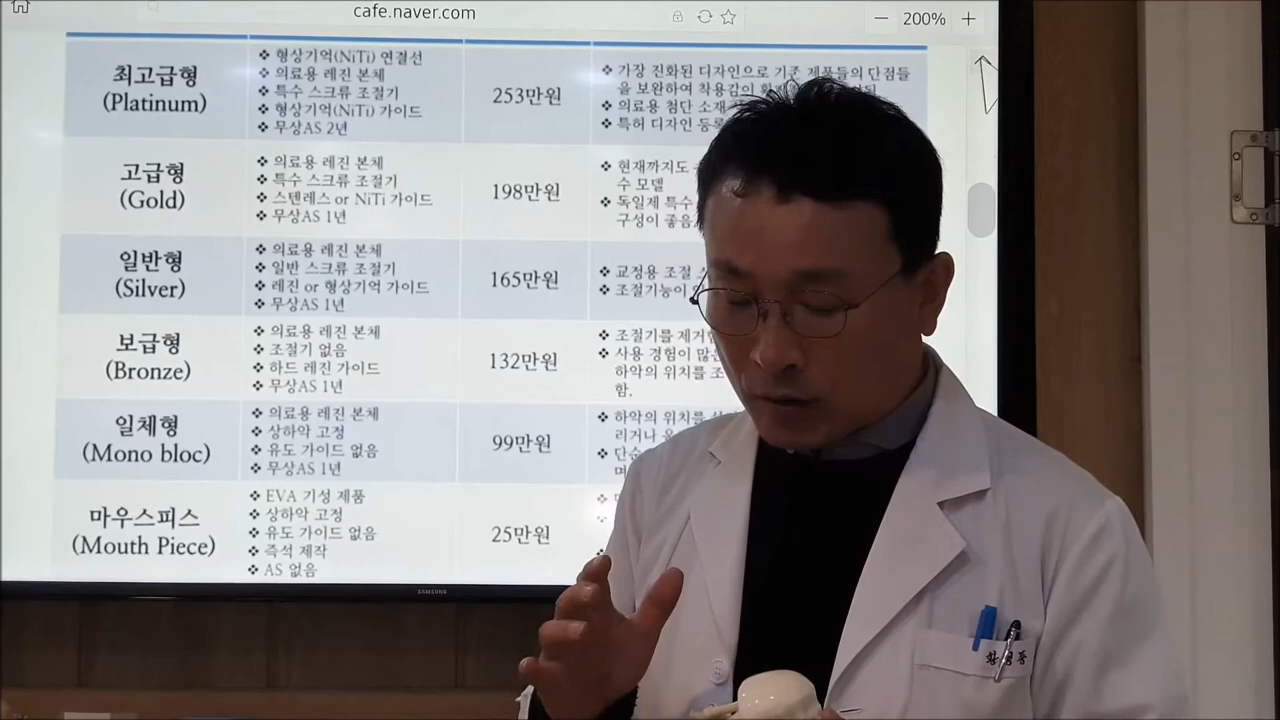 cafe.naver.com
200%
최고급형
(Platinum)
❖ 형상기억(NiTi) 연결선
❖ 의료용 레진 본체
❖ 특수 스크류 조절기
❖ 형상기억(NiTi) 가이드
❖ 무상AS 2년
253만원
❖ 가장 진화된 디자인으로 기존 제품들의 단점들
을 보완하여 착용감이
❖ 의료용 첨단 소재
❖ 특허 디자인 등록
고급형
(Gold)
❖ 의료용 레진 본체
❖ 특수 스크류 조절기
❖ 스텐레스 or NiTi 가이드
❖ 무상AS 1년
198만원
❖ 현재까지도
수 모델
❖ 독일제 특수
구성이 좋음
일반형
(Silver)
❖ 의료용 레진 본체
❖ 일반 스크류 조절기
❖ 레진 or 형상기억 가이드
❖ 무상AS 1년
165만원
❖ 교정용 조절
❖ 조절기능이
보급형
(Bronze)
❖ 의료용 레진 본체
❖ 조절기 없음
❖ 하드 레진 가이드
❖ 무상AS 1년
132만원
❖ 조절기를
❖ 사용 경험이 많은
하악의 위치를
함.
일체형
(Mono bloc)
❖ 의료용 레진 본체
❖ 상하악 고정
❖ 유도 가이드 없음
❖ 무상AS 1년
99만원
❖ 하악의 위치를
리거나
❖ 단순
며
마우스피스
(Mouth Piece)
❖ EVA 기성 제품
❖ 상하악 고정
❖ 유도 가이드 없음
❖ 즉석 제작
❖ AS 없음
25만원
SAMSUNG